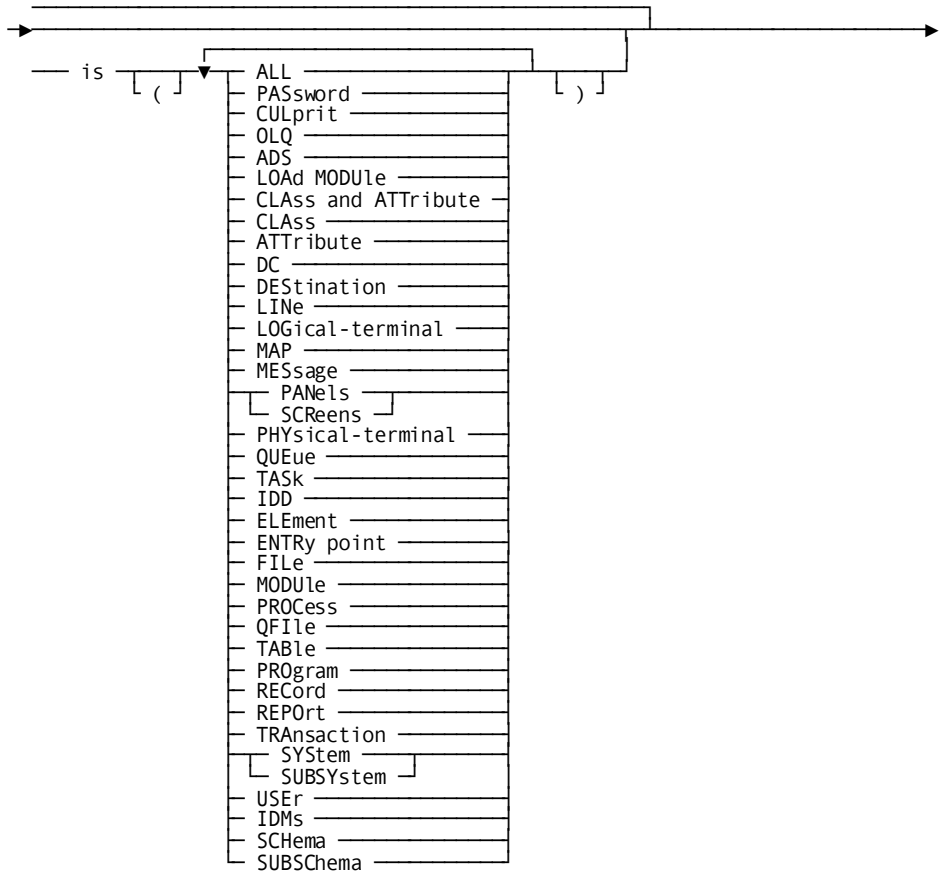 is ( ALL )
PASsword
CULprit
OLQ
ADS
LOAd MODUle
CLAss and ATTribute
CLAss
ATTribute
DC
DEStination
LINe
LOGical-terminal
MAP
MESsage
PANels
SCReens
PHYsical-terminal
QUEue
TASk
IDD
ELEment
ENTRy point
FILe
MODUle
PROCess
QFIle
TABle
PROgram
RECord
REPOrt
TRAnsaction
SYStem
SUBSYstem
USEr
IDMs
SCHema
SUBSChema